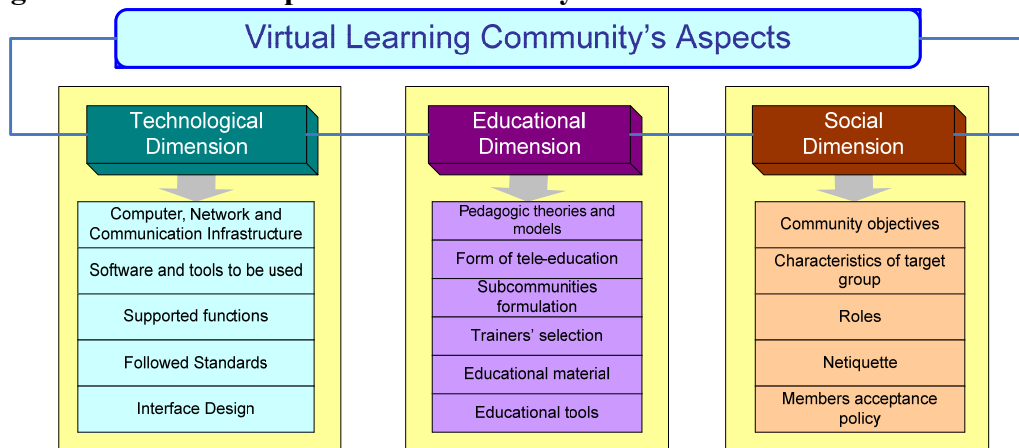 Virtual Learning Community's Aspects
Technological
Dimension
Computer, Network and
Communication Infrastructure
Software and tools to be used
Supported functions
Followed Standards
Interface Design
Educational
Dimension
Pedagogic theories and
models
Form of tele-education
Subcommunities
formulation
Trainers' selection
Educational material
Educational tools
Social
Dimension
Community objectives
Characteristics of target
group
Roles
Netiquette
Members acceptance
policy